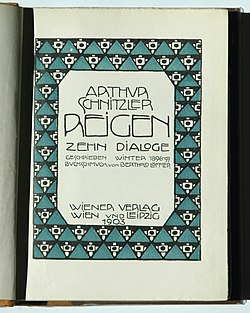 ARTHUR
SCHNITZLER
REIGEN
ZEHN DIALOGE
GESCHRIEBEN WINTER 1896-97
BUCHSCHMUCK VON BERTHOLD LÖFFLER
WIENER VERLAG
WIEN UND LEIPZIG
1903